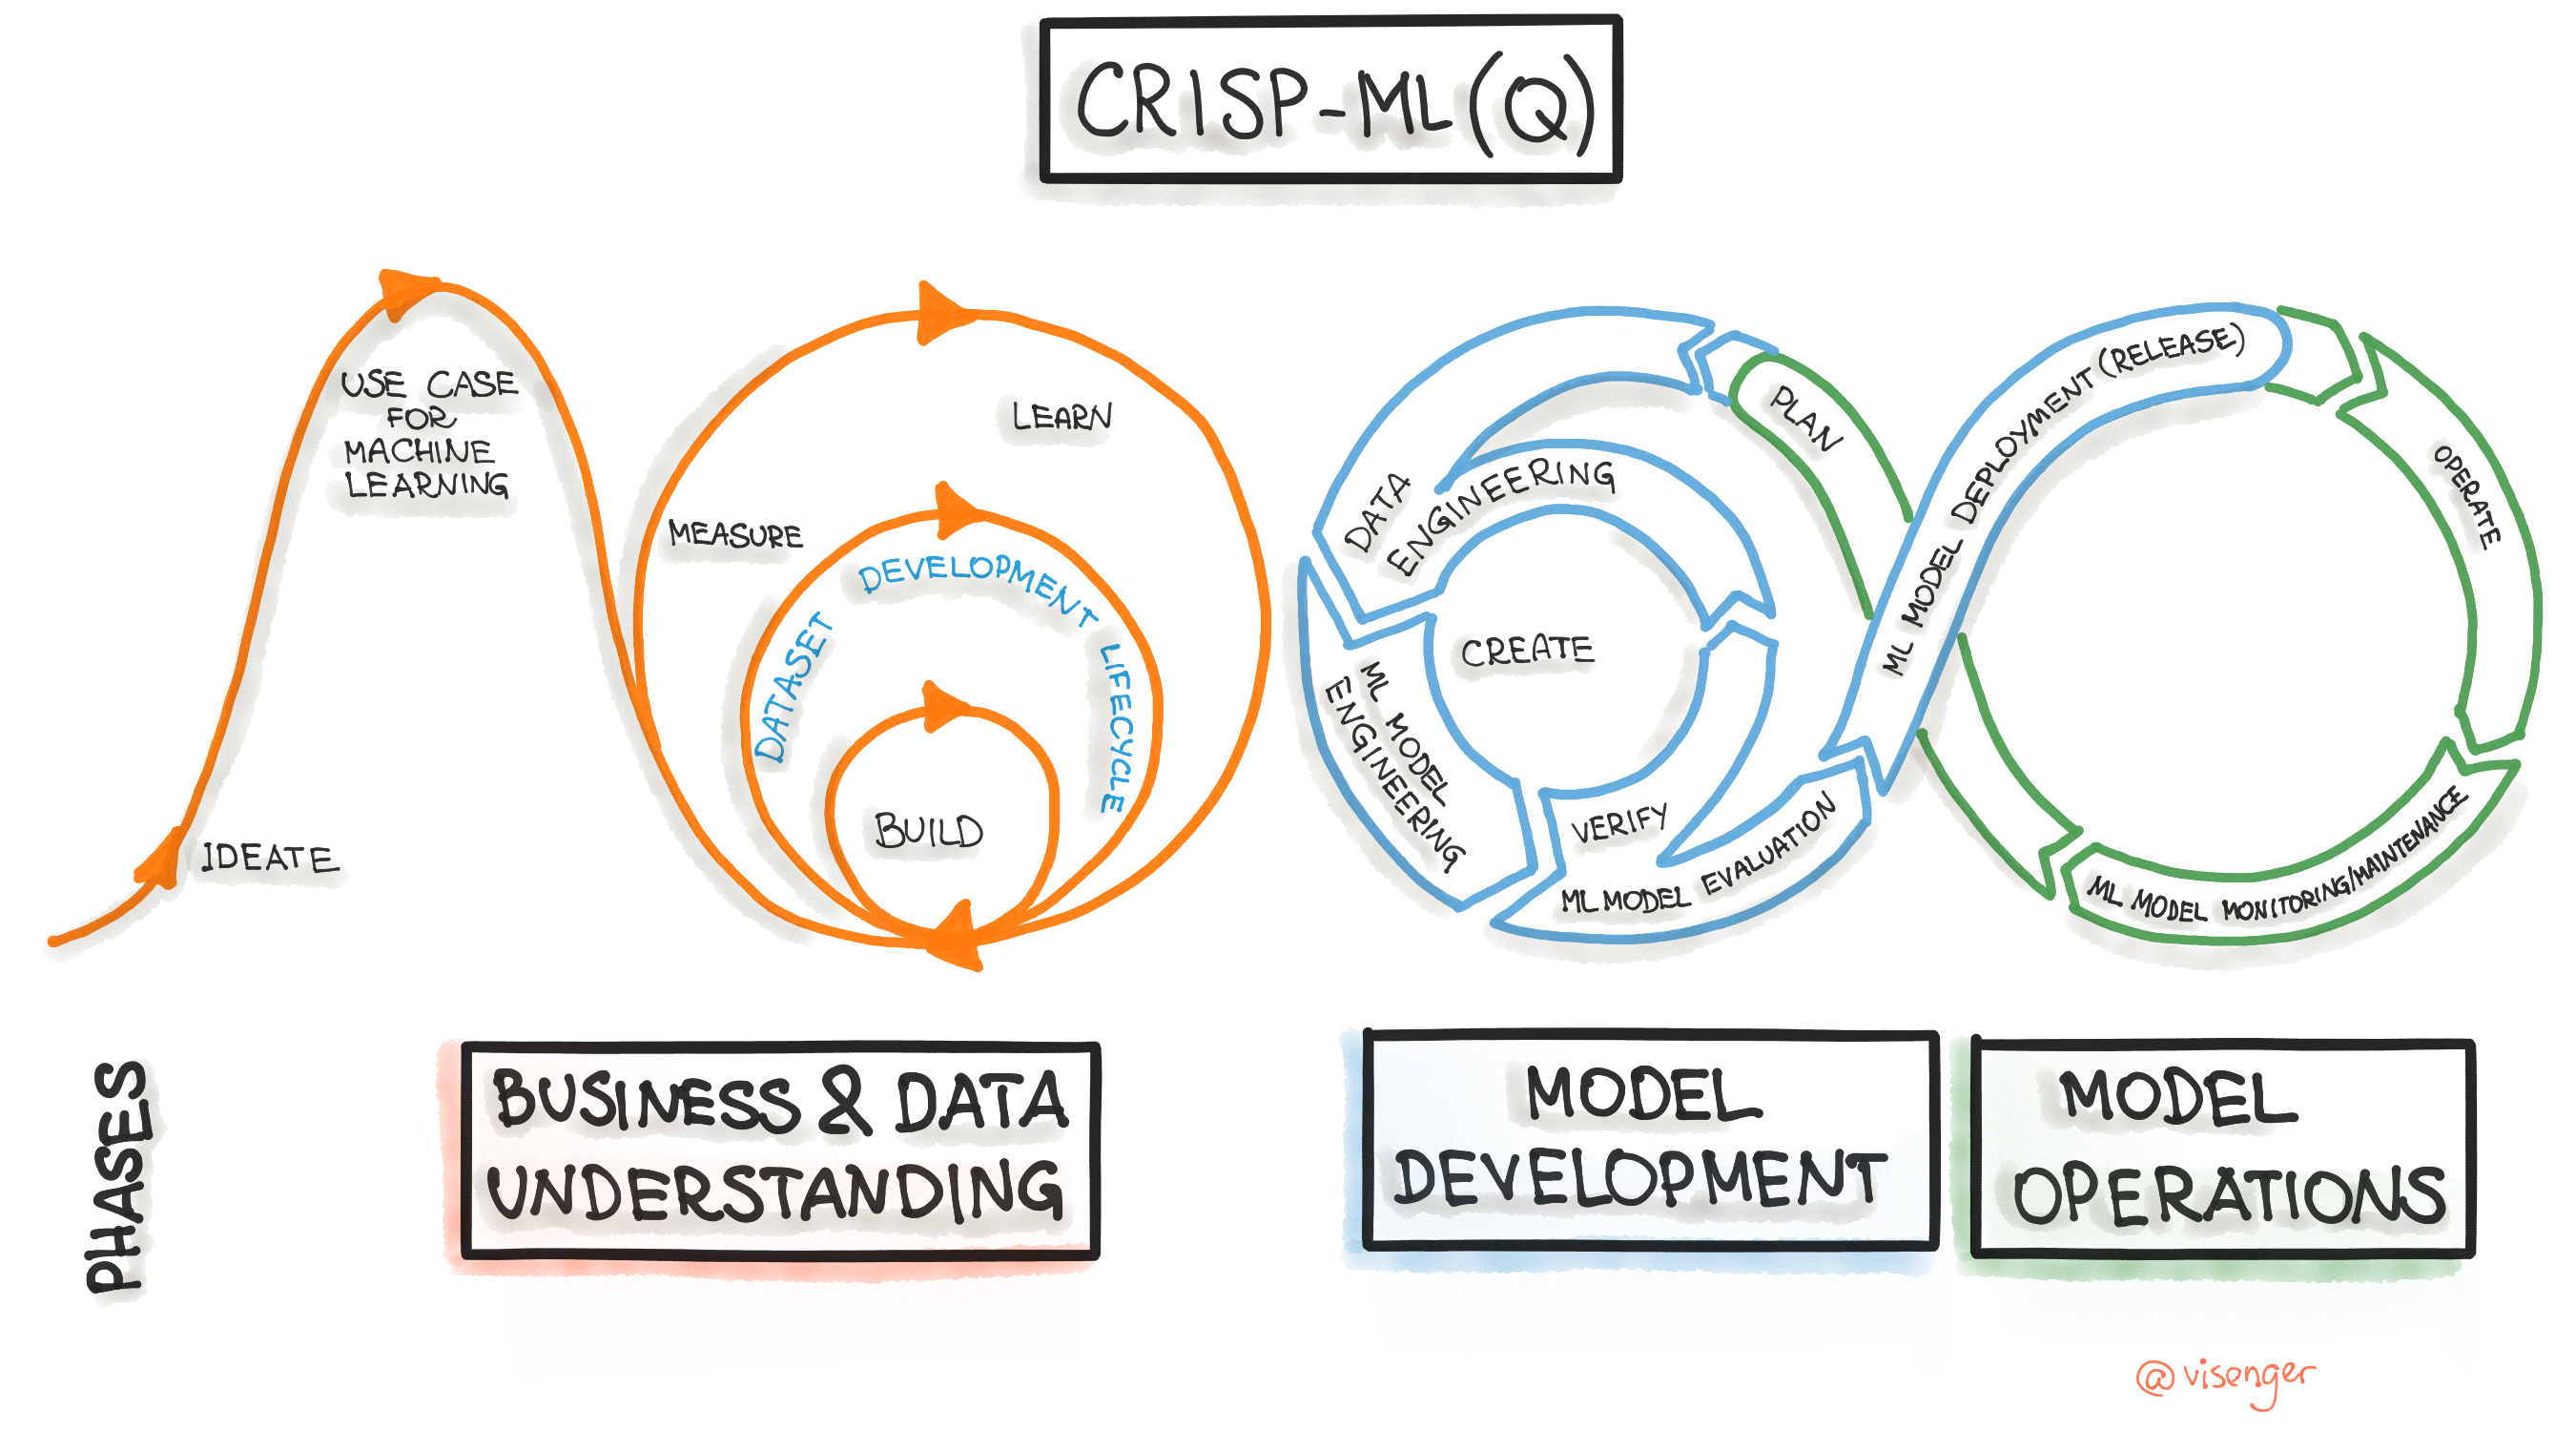 CRISP-ML(Q)
IDEATE
USE CASE
FOR
MACHINE
LEARNING
MEASURE
LEARN
DATASET DEVELOPMENT LIFECYCLE
BUILD
DATA
ENGINEERING
CREATE
ML MODEL
ENGINEERING
VERIFY
ML MODEL EVALUATION
PLAN
ML MODEL DEPLOYMENT (RELEASE)
OPERATE
ML MODEL MONITORING/MAINTENANCE
PHASES
BUSINESS & DATA
UNDERSTANDING
MODEL
DEVELOPMENT
MODEL
OPERATIONS
@visenger